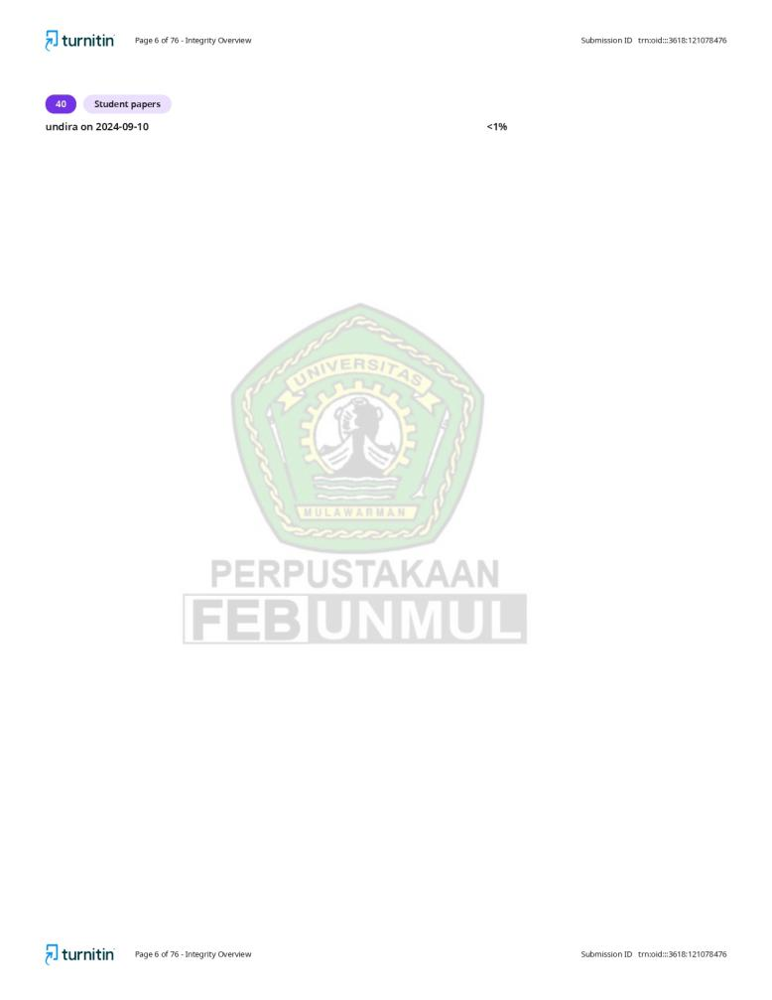 turnitin Page 6 of 76 - Integrity Overview Submission ID trn:oid:::3618:121078476
40 Student papers
undira on 2024-09-10 <1%
UNIVERSITAS
MULAWARMAN
PERPUSTAKAAN
FEB UNMUL
turnitin Page 6 of 76 - Integrity Overview Submission ID trn:oid:::3618:121078476